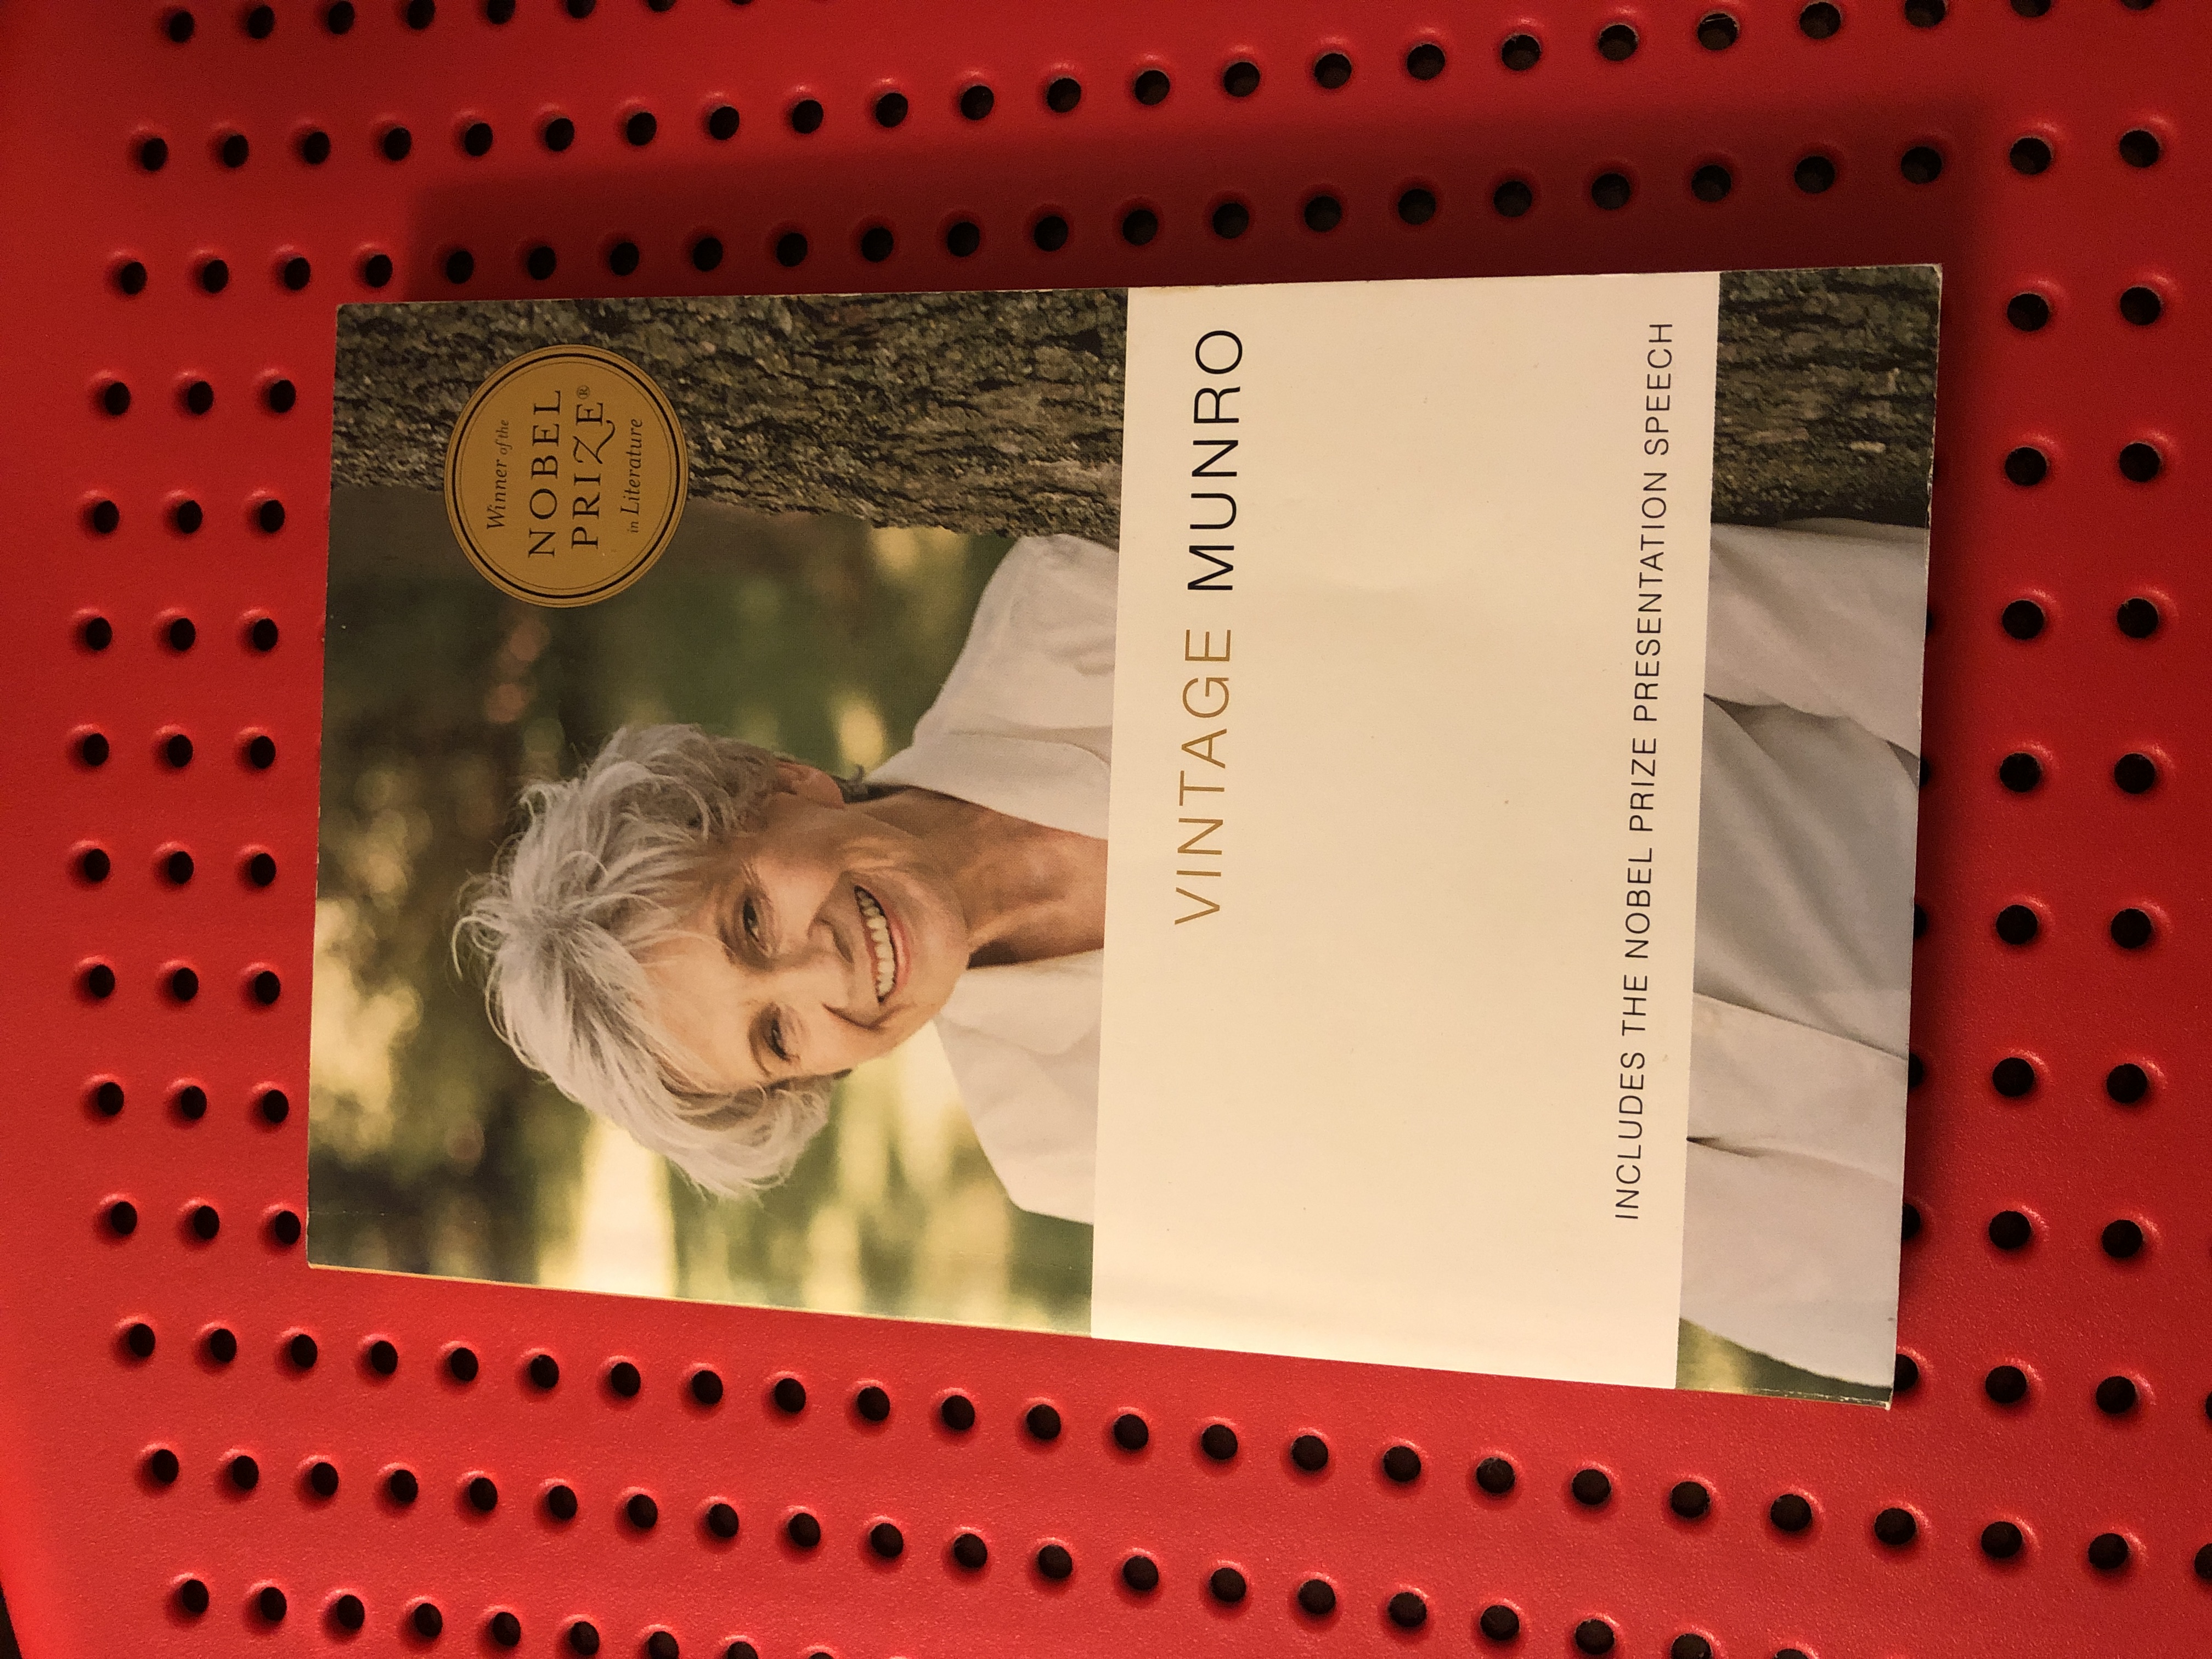 Winner of the
NOBEL
PRIZE®
in Literature
VINTAGE MUNRO
INCLUDES THE NOBEL PRIZE PRESENTATION SPEECH